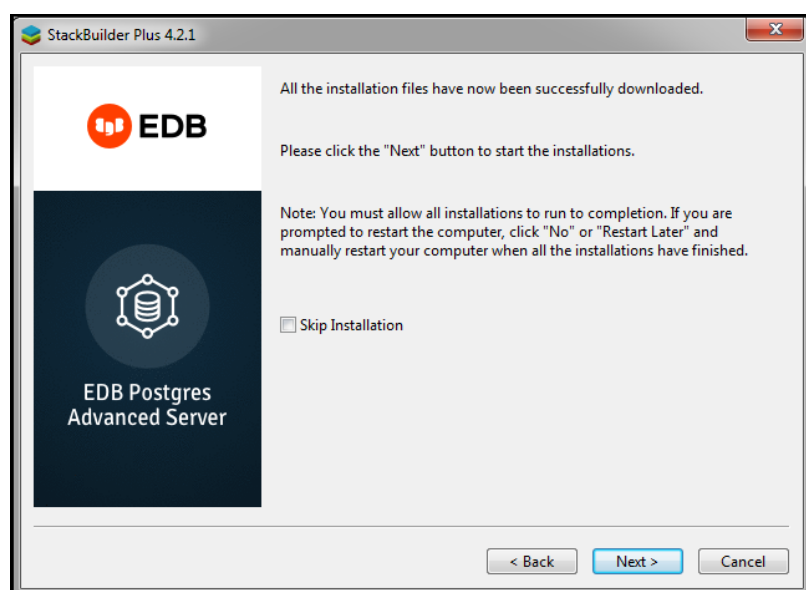 StackBuilder Plus 4.2.1
EDB
All the installation files have now been successfully downloaded.
Please click the "Next" button to start the installations.
Note: You must allow all installations to run to completion. If you are
prompted to restart the computer, click "No" or "Restart Later" and
manually restart your computer when all the installations have finished.
Skip Installation
EDB Postgres
Advanced Server
< Back
Next >
Cancel